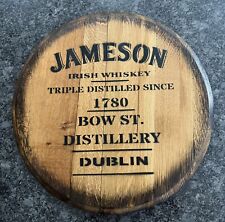 JAMESON
IRISH WHISKEY
TRIPLE DISTILLED SINCE
1780
BOW ST.
DISTILLERY
DUBLIN